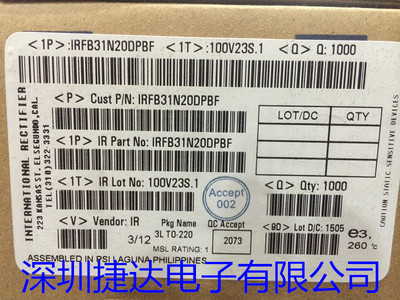 <1P>:IRFB31N20DPBF <1T>:100V23S.1 <Q> Q: 1000
INTERNATIONAL RECTIFIER
223 KANSAS ST. EL SEGUNDO,CAL.
TEL(310).322-3331
<P> Cust P/N: IRFB31N20DPBF
<1P> IR Part No: IRFB31N20DPBF
<1T> IR Lot No: 100V23S.1
LOT/DC QTY
Accept
002
<Q> Qty: 1000
<V> Vendor: IR
3/12
Pkg Name
3L TO-220
MSL RATING: 1
QC Accept
2073
<9D> Lot D/C: 1505
e3.
260 °C
ASSEMBLED IN PSI LAGUNA PHILIPPINES
CAUTION STATIC SENSITIVE DEVICES
深圳捷达电子有限公司